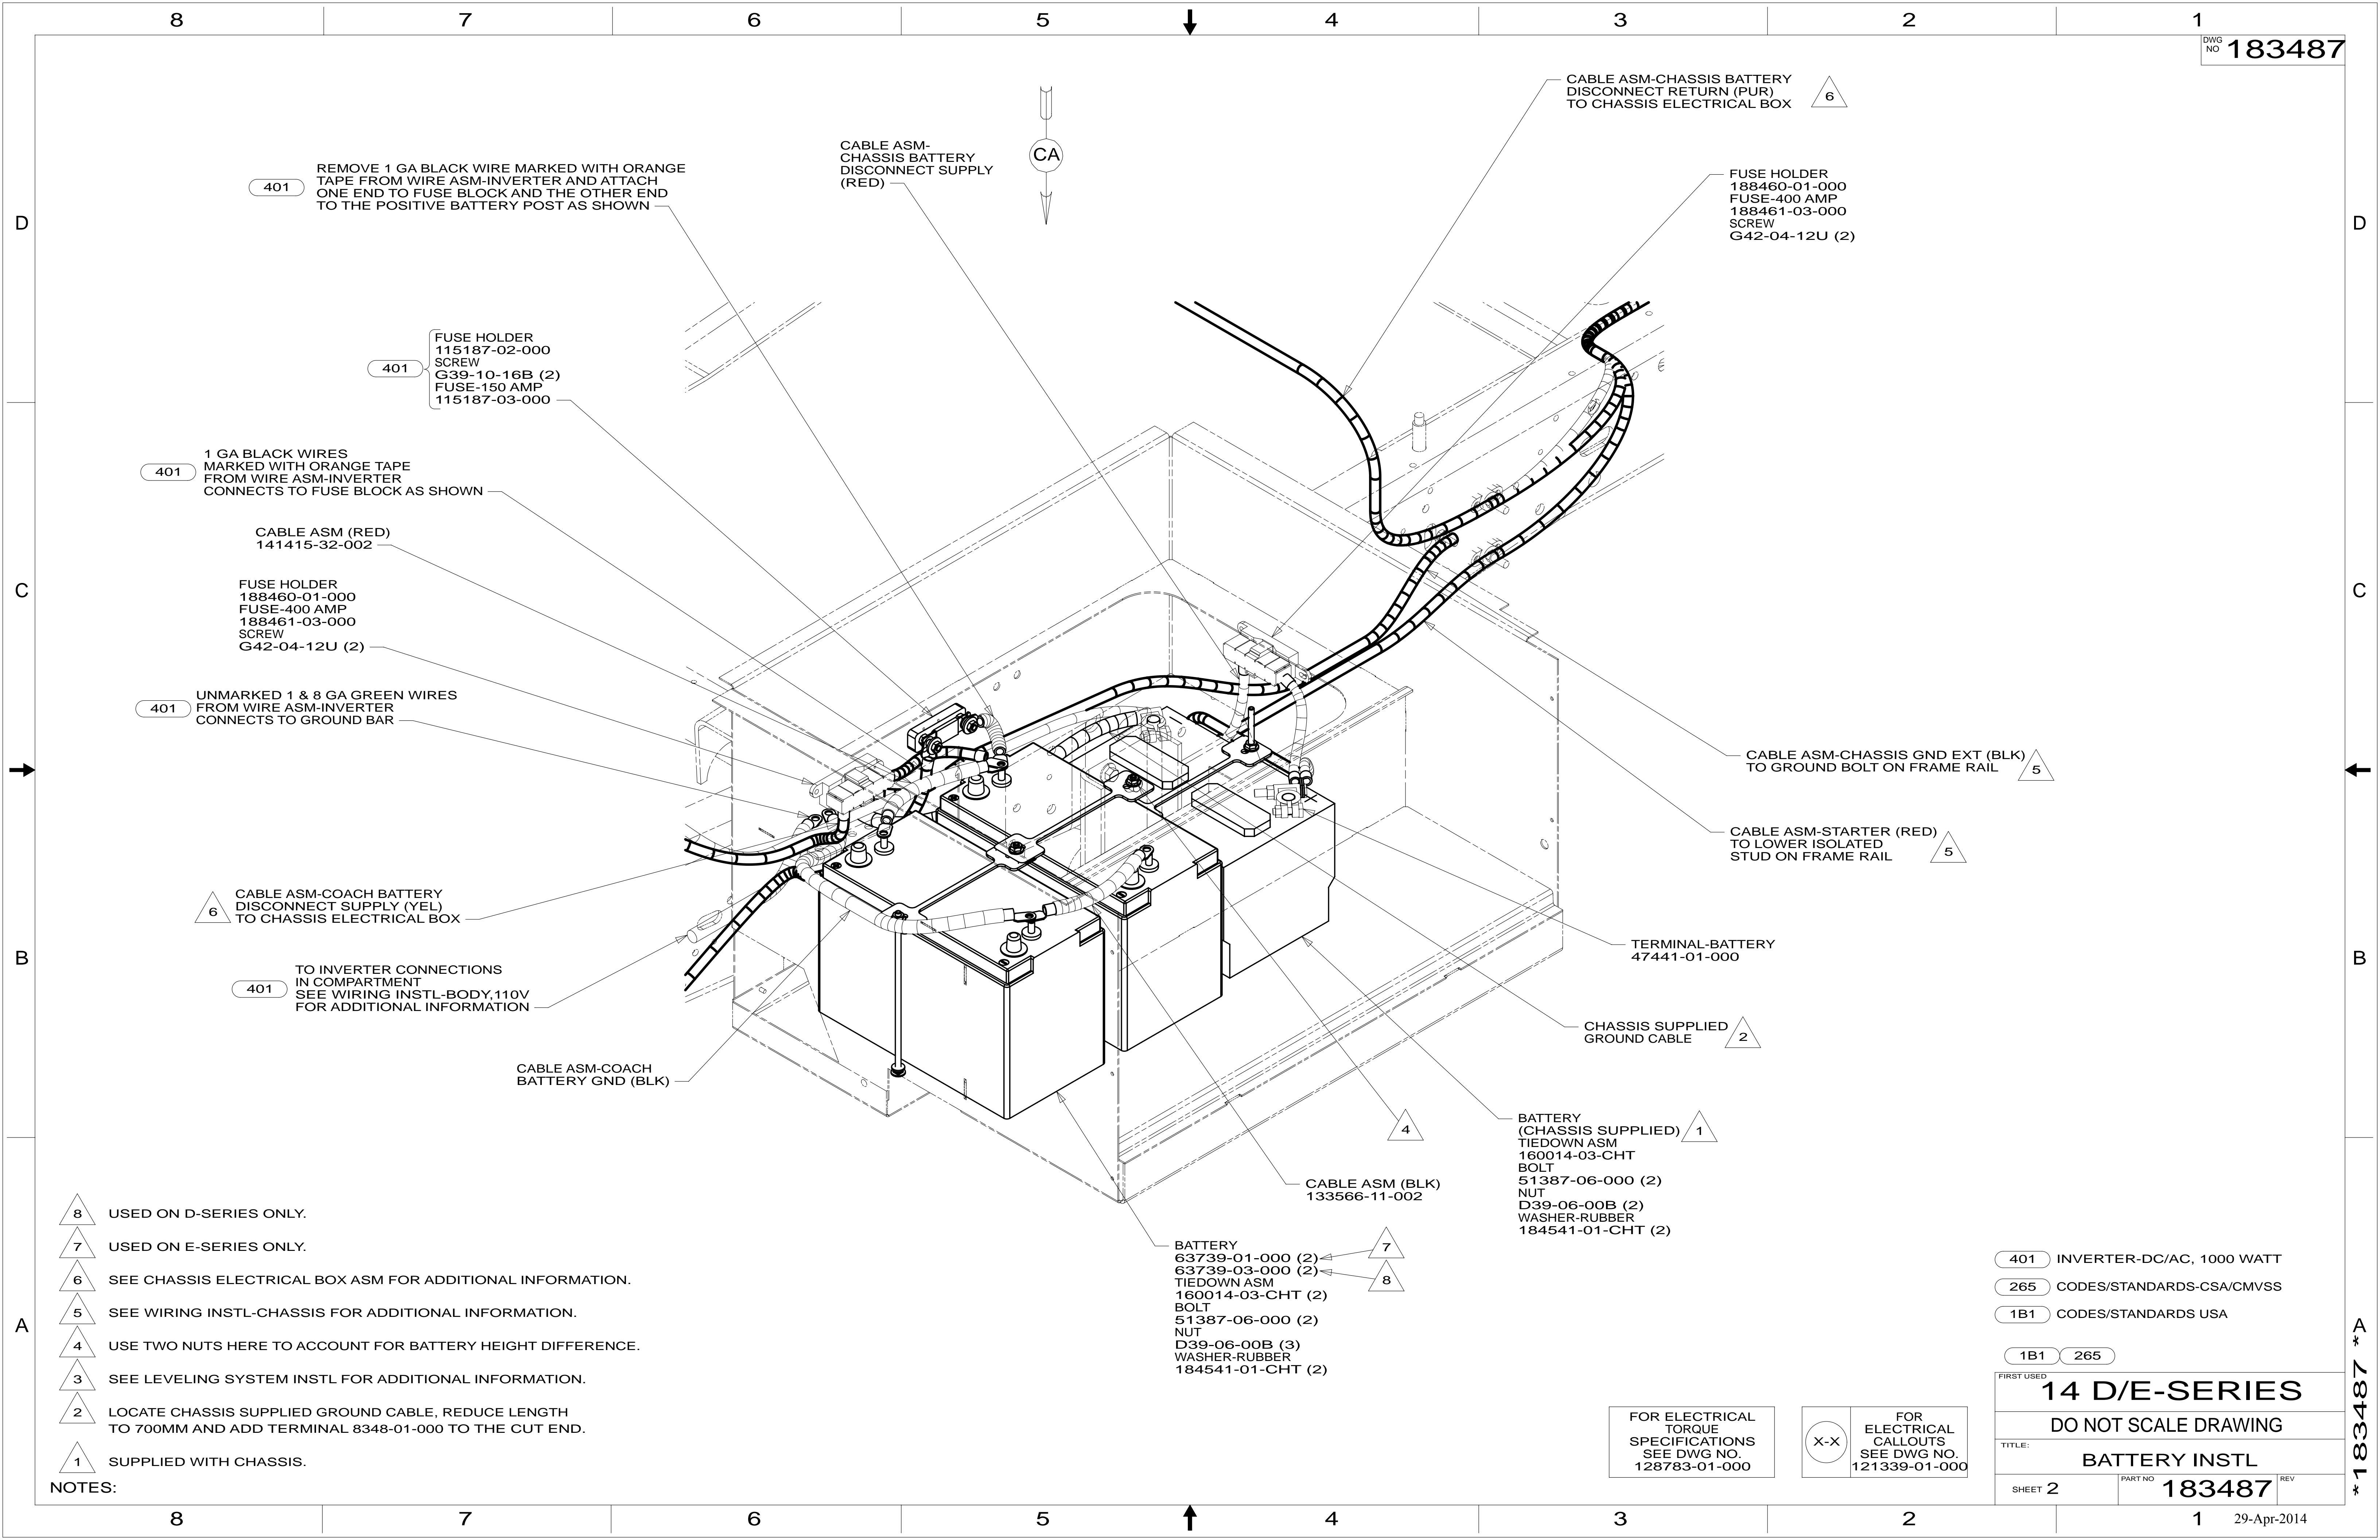 8 7 6 5 4 3 2 1
DWG
NO 183487
CABLE ASM-CHASSIS BATTERY
DISCONNECT RETURN (PUR)
TO CHASSIS ELECTRICAL BOX
6
CA
CABLE ASM-
CHASSIS BATTERY
DISCONNECT SUPPLY
(RED)
401
REMOVE 1 GA BLACK WIRE MARKED WITH ORANGE
TAPE FROM WIRE ASM-INVERTER AND ATTACH
ONE END TO FUSE BLOCK AND THE OTHER END
TO THE POSITIVE BATTERY POST AS SHOWN
FUSE HOLDER
188460-01-000
FUSE-400 AMP
188461-03-000
SCREW
G42-04-12U (2)
D
D
401
FUSE HOLDER
115187-02-000
SCREW
G39-10-16B (2)
FUSE-150 AMP
115187-03-000
401
1 GA BLACK WIRES
MARKED WITH ORANGE TAPE
FROM WIRE ASM-INVERTER
CONNECTS TO FUSE BLOCK AS SHOWN
CABLE ASM (RED)
141415-32-002
C
C
FUSE HOLDER
188460-01-000
FUSE-400 AMP
188461-03-000
SCREW
G42-04-12U (2)
401
UNMARKED 1 & 8 GA GREEN WIRES
FROM WIRE ASM-INVERTER
CONNECTS TO GROUND BAR
CABLE ASM-CHASSIS GND EXT (BLK)
TO GROUND BOLT ON FRAME RAIL
5
CABLE ASM-STARTER (RED)
TO LOWER ISOLATED
STUD ON FRAME RAIL
5
6
CABLE ASM-COACH BATTERY
DISCONNECT SUPPLY (YEL)
TO CHASSIS ELECTRICAL BOX
TERMINAL-BATTERY
47441-01-000
B
B
401
TO INVERTER CONNECTIONS
IN COMPARTMENT
SEE WIRING INSTL-BODY,110V
FOR ADDITIONAL INFORMATION
CHASSIS SUPPLIED
GROUND CABLE
2
CABLE ASM-COACH
BATTERY GND (BLK)
4
BATTERY
(CHASSIS SUPPLIED)
1
TIEDOWN ASM
160014-03-CHT
BOLT
51387-06-000 (2)
NUT
D39-06-00B (2)
WASHER-RUBBER
184541-01-CHT (2)
CABLE ASM (BLK)
133566-11-002
BATTERY
63739-01-000 (2)
7
63739-03-000 (2)
8
TIEDOWN ASM
160014-03-CHT (2)
BOLT
51387-06-000 (2)
NUT
D39-06-00B (3)
WASHER-RUBBER
184541-01-CHT (2)
8 USED ON D-SERIES ONLY.
7 USED ON E-SERIES ONLY.
6 SEE CHASSIS ELECTRICAL BOX ASM FOR ADDITIONAL INFORMATION.
5 SEE WIRING INSTL-CHASSIS FOR ADDITIONAL INFORMATION.
4 USE TWO NUTS HERE TO ACCOUNT FOR BATTERY HEIGHT DIFFERENCE.
3 SEE LEVELING SYSTEM INSTL FOR ADDITIONAL INFORMATION.
2 LOCATE CHASSIS SUPPLIED GROUND CABLE, REDUCE LENGTH
TO 700MM AND ADD TERMINAL 8348-01-000 TO THE CUT END.
1 SUPPLIED WITH CHASSIS.
NOTES:
A
A
401 INVERTER-DC/AC, 1000 WATT
265 CODES/STANDARDS-CSA/CMVSS
1B1 CODES/STANDARDS USA
1B1 265
FOR ELECTRICAL
TORQUE
SPECIFICATIONS
SEE DWG NO.
128783-01-000
X-X
FOR
ELECTRICAL
CALLOUTS
SEE DWG NO.
121339-01-000
FIRST USED
14 D/E-SERIES
DO NOT SCALE DRAWING
TITLE:
BATTERY INSTL
SHEET 2
PART NO 183487
REV
*183487*
8 7 6 5 4 3 2 1
29-Apr-2014